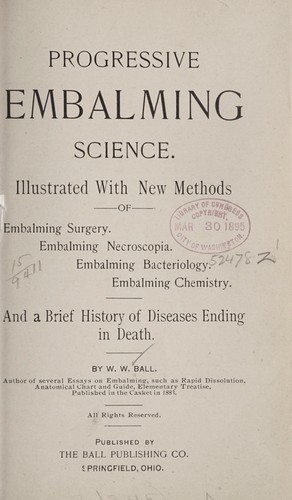 PROGRESSIVE
EMBALMING
SCIENCE.
Illustrated With New Methods
OF
LIBRARY OF CONGRESS
COPYRIGHT.
MAR 30 1895
CITY OF WASHINGTON.
Embalming Surgery.
Embalming Necroscopia.
Embalming Bacteriology.
52478Z1
Embalming Chemistry.
And a Brief History of Diseases Ending
in Death.
BY W. W. BALL.
Author of several Essays on Embalming, such as Rapid Dissolution,
Anatomical Chart and Guide, Elementary Treatise,
Published in the Casket in 1883.
All Rights Reserved.
PUBLISHED BY
THE BALL PUBLISHING CO.
SPRINGFIELD, OHIO.